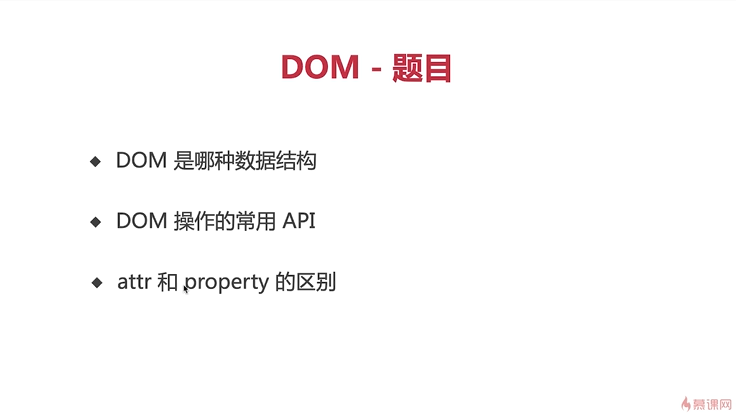 DOM - 题目
DOM 是哪种数据结构
DOM 操作的常用 API
attr 和 property 的区别
慕课网